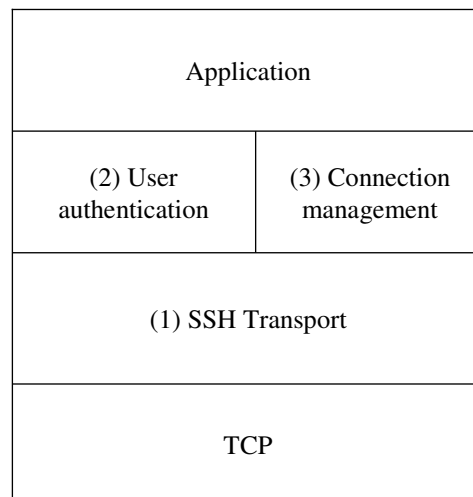 Application
(2) User
authentication
(3) Connection
management
(1) SSH Transport
TCP